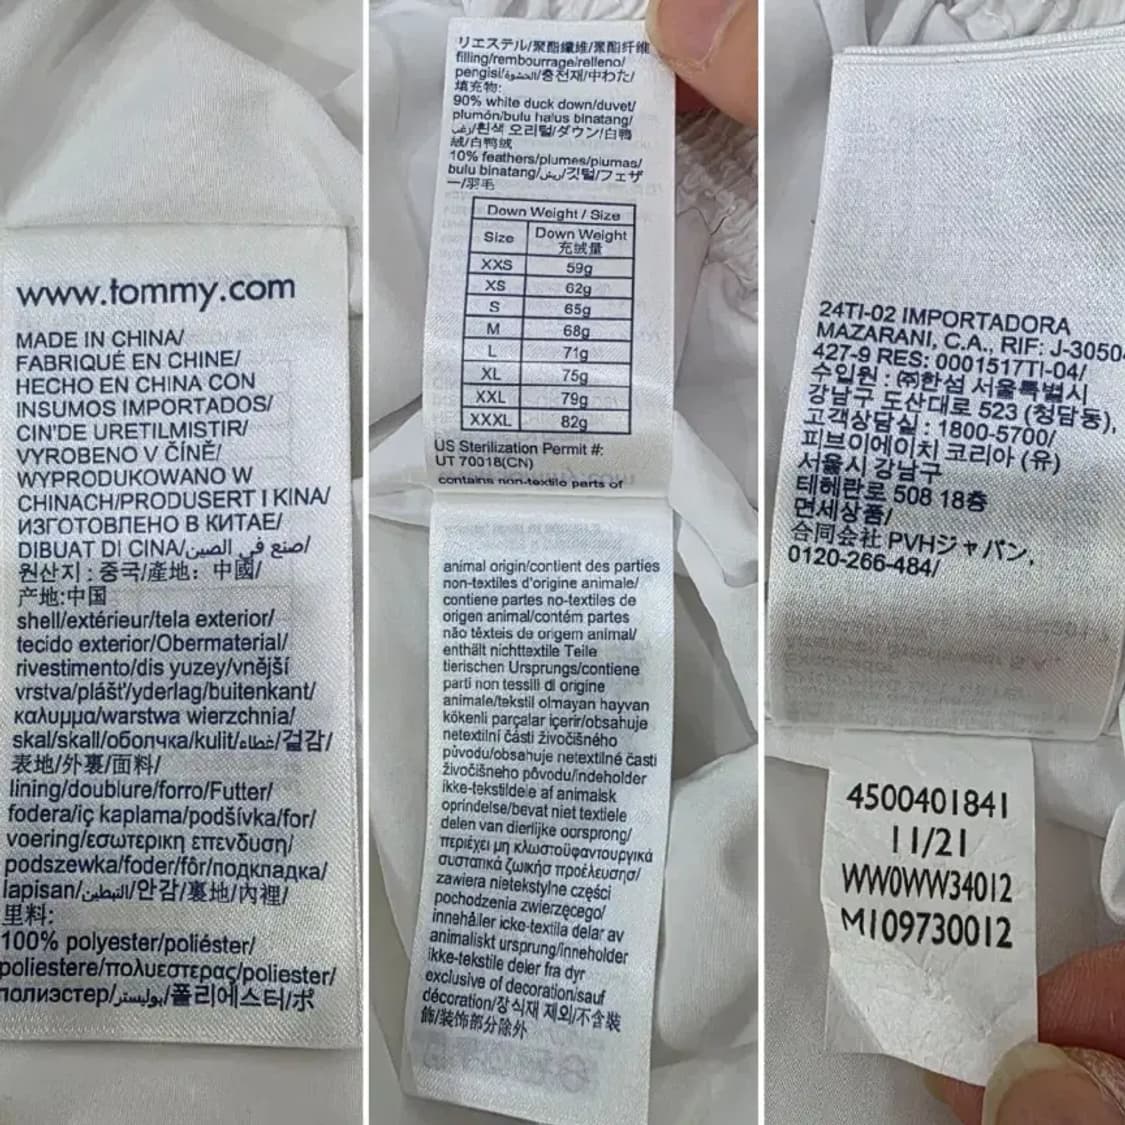 www.tommy.com
MADE IN CHINA/
FABRIQUÉ EN CHINE/
HECHO EN CHINA CON
INSUMOS IMPORTADOS/
CIN'DE URETILMISTIR/
VYROBENO V ČÍNĚ/
WYPRODUKOWANO W
CHINACH/PRODUSERT I KINA/
ИЗГОТОВЛЕНО В КИТАЕ/
DIBUAT DI CINA/صنع في الصين/
원산지 : 중국/產地：中國/
产地:中国
shell/extérieur/tela exterior/
tecido exterior/Obermaterial/
rivestimento/dis yuzey/vnější
vrstva/plášť/yderlag/buitenkant/
καλυμμα/warstwa wierzchnia/
skal/skall/оболчка/kulit/غطاء/겉감/
表地/外裏/面料/
lining/doublure/forro/Futter/
fodera/iç kaplama/podšívka/for/
voering/εσωτερικη επενδυση/
podszewka/foder/fôr/подкладка/
lapisan/التبطين/안감/裏地/內裡/
里料:
100% polyester/poliéster/
poliestere/πολυεστερας/poliester/
полиэстер/بوليستر/폴리에스터/ポ
リエステル/聚酯纖維/聚酯纤维
filling/rembourrage/relleno/
pengisi/الحشوة/충전재/中わた/
填充物:
90% white duck down/duvet/
plumón/bulu halus binatang/
زغب/흰색 오리털/ダウン/白鴨
絨/白鸭绒
10% feathers/plumes/plumas/
bulu binatang/ريش/깃털/フェザ
ー/羽毛
Down Weight / Size
Size Down Weight
充绒量
XXS 59g
XS 62g
S 65g
M 68g
L 71g
XL 75g
XXL 79g
XXXL 82g
US Sterilization Permit #:
UT 70018(CN)
contains non-textile parts of
animal origin/contient des parties
non-textiles d'origine animale/
contiene partes no-textiles de
origen animal/contém partes
não têxteis de origem animal/
enthält nichttextile Teile
tierischen Ursprungs/contiene
parti non tessili di origine
animale/tekstil olmayan hayvan
kökenli parçalar içerir/obsahuje
netextilní části živočišného
původu/obsahuje netextilné časti
živočišneho pôvodu/indeholder
ikke-tekstildele af animalsk
oprindelse/bevat niet textiele
delen van dierlijke oorsprong/
περιέχει μη κλωστοϋφαντουργικά
συστατικά ζωικήσ προέλευσησ/
zawiera nietekstylne części
pochodzenia zwierzęcego/
innehåller icke-textila delar av
animaliskt ursprung/inneholder
ikke-tekstile deler fra dyr
exclusive of decoration/sauf
décoration/장식재 제외/不含裝
飾/装饰部分除外
24TI-02 IMPORTADORA
MAZARANI, C.A., RIF: J-3050
427-9 RES: 0001517TI-04/
수입원 : ㈜한섬 서울특별시
강남구 도산대로 523 (청담동),
고객상담실 : 1800-5700/
피브이에이치 코리아 (유)
서울시 강남구
테헤란로 508 18층
면세상품/
合同会社 PVHジャパン,
0120-266-484/
4500401841
11/21
WW0WW34012
M109730012